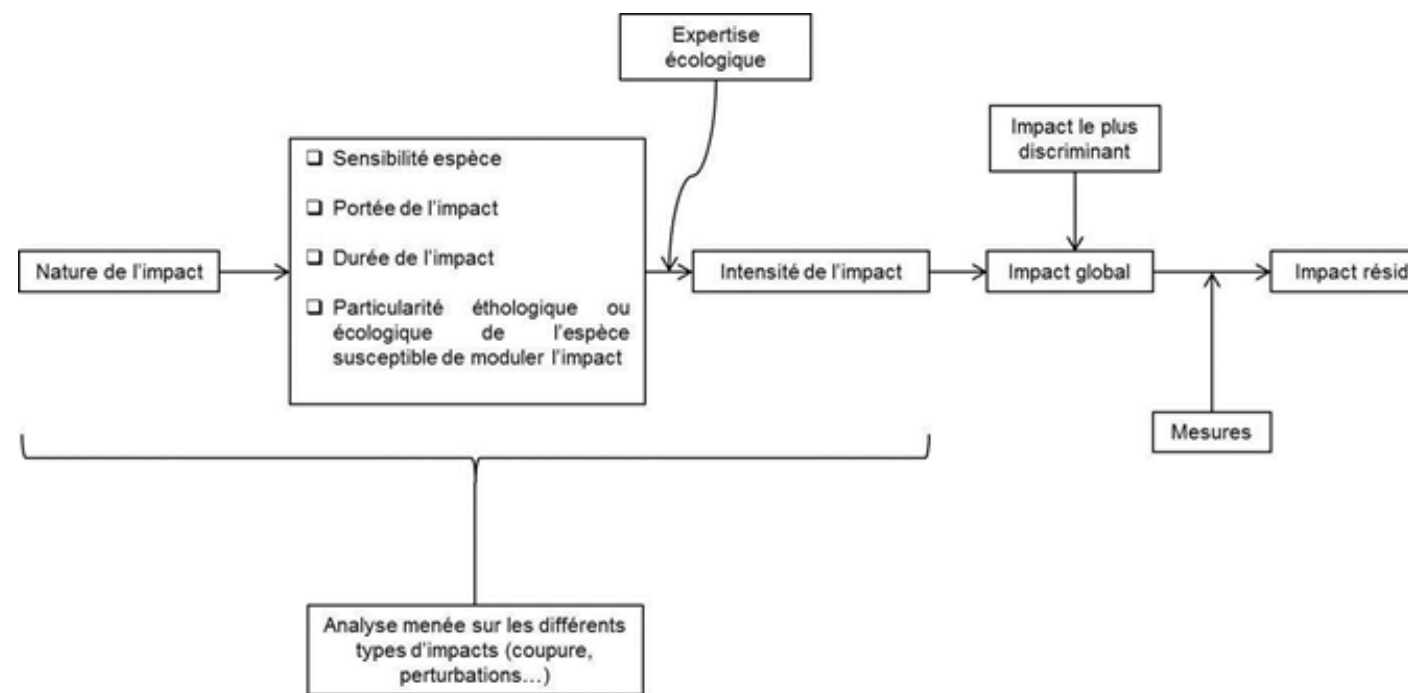 Expertise
écologique
Impact le plus
discriminant
❑ Sensibilité espèce
❑ Portée de l'impact
❑ Durée de l'impact
❑ Particularité éthologique ou
écologique de l'espèce
susceptible de moduler l'impact
Nature de l'impact
Intensité de l'impact
Impact global
Impact résid
Mesures
Analyse menée sur les différents
types d'impacts (coupure,
perturbations...)